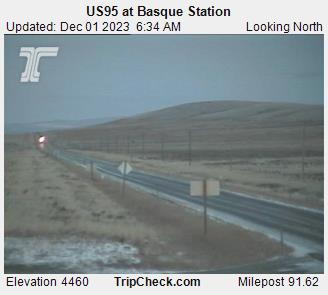 US95 at Basque Station
Updated: Dec 01 2023 6:34 AM Looking North
Elevation 4460 TripCheck.com Milepost 91.62